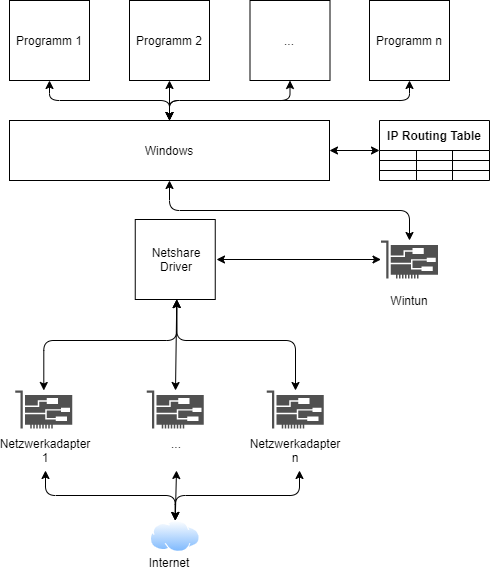 Programm 1
Programm 2
...
Programm n
Windows
IP Routing Table
Netshare
Driver
Wintun
Netzwerkadapter
1
...
Netzwerkadapter
n
Internet